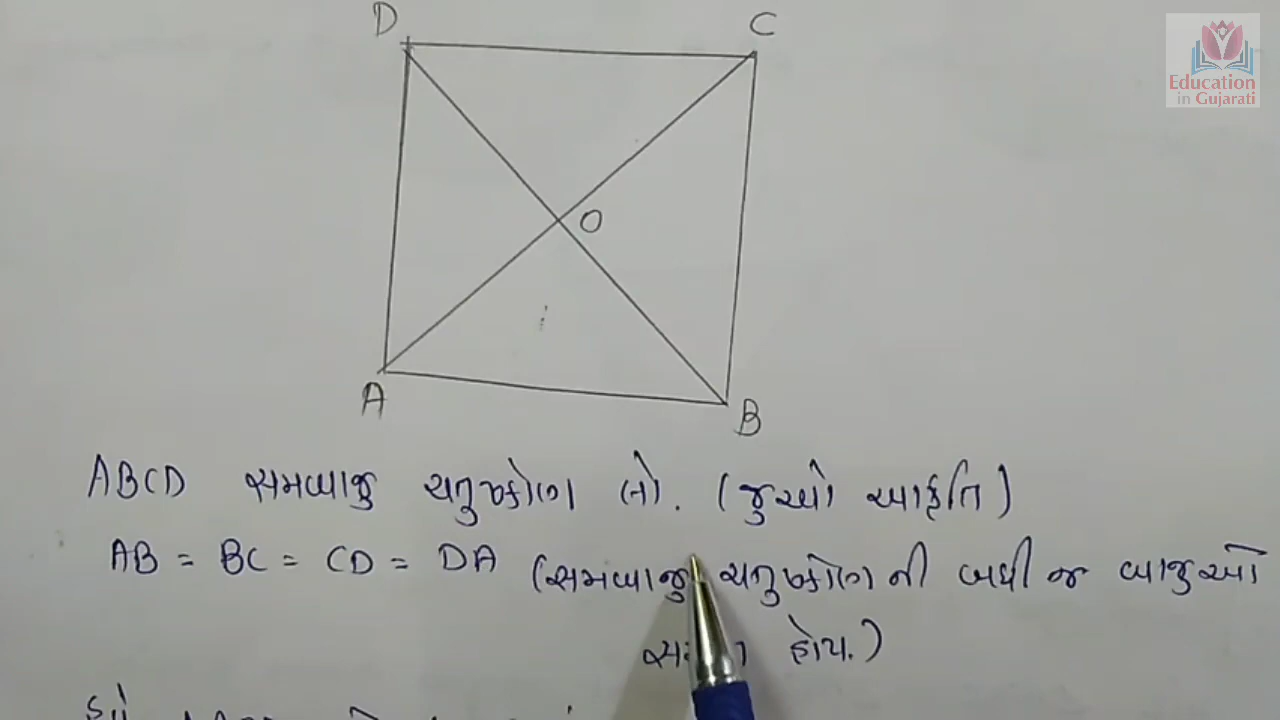 D
C
Education
in Gujarati
O
A
B
ABCD સમબાજુ ચતુષ્કોણ લો. (જુઓ આકૃતિ)
AB = BC = CD = DA (સમબાજુ ચતુષ્કોણ ની બધી જ બાજુઓ
હોય.)